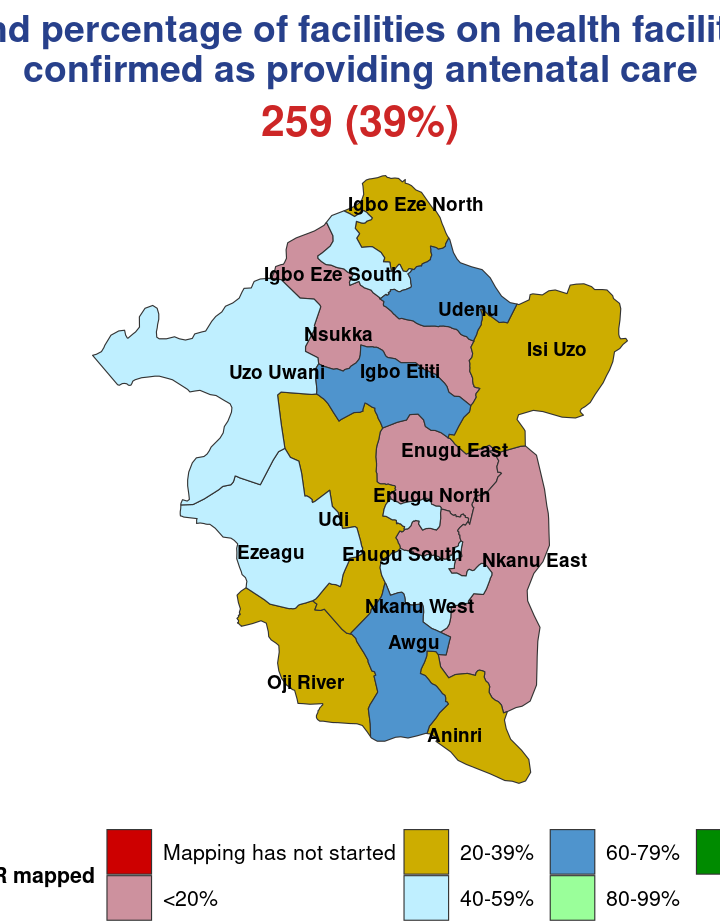 percentage of facilities on health
confirmed as providing antenatal care
259 (39%)
Igbo Eze North
Igbo Eze South
Udenu
Nsukka
Isi Uzo
Uzo Uwani
Igbo Etiti
Enugu East
Enugu North
Udi
Ezeagu
Enugu South
Nkanu East
Nkanu West
Awgu
Oji River
Aninri
mapped
Mapping has not started
<20%
20-39%
40-59%
60-79%
80-99%